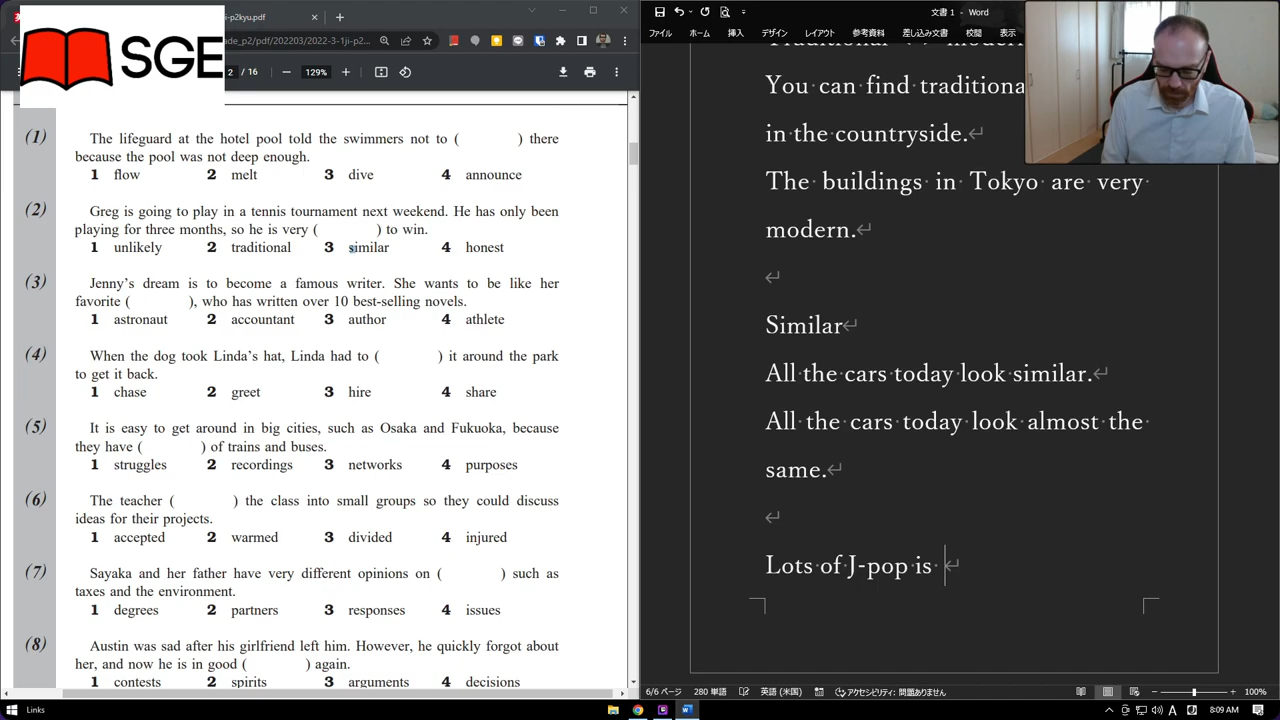 i-p2kyu.pdf
ade_p2/pdf/202203/2022-3-1ji-p2...
SGE
2 / 16
129%
(1) The lifeguard at the hotel pool told the swimmers not to ( ) there
because the pool was not deep enough.
1 flow 2 melt 3 dive 4 announce
(2) Greg is going to play in a tennis tournament next weekend. He has only been
playing for three months, so he is very ( ) to win.
1 unlikely 2 traditional 3 similar 4 honest
(3) Jenny's dream is to become a famous writer. She wants to be like her
favorite ( ), who has written over 10 best-selling novels.
1 astronaut 2 accountant 3 author 4 athlete
(4) When the dog took Linda's hat, Linda had to ( ) it around the park
to get it back.
1 chase 2 greet 3 hire 4 share
(5) It is easy to get around in big cities, such as Osaka and Fukuoka, because
they have ( ) of trains and buses.
1 struggles 2 recordings 3 networks 4 purposes
(6) The teacher ( ) the class into small groups so they could discuss
ideas for their projects.
1 accepted 2 warmed 3 divided 4 injured
(7) Sayaka and her father have very different opinions on ( ) such as
taxes and the environment.
1 degrees 2 partners 3 responses 4 issues
(8) Austin was sad after his girlfriend left him. However, he quickly forgot about
her, and now he is in good ( ) again.
1 contests 2 spirits 3 arguments 4 decisions
文書 1 - Word
ファイル ホーム 挿入 デザイン レイアウト 参考資料 差し込み文書 校閲 表示
You can find traditiona
in the countryside.
The buildings in Tokyo are very
modern.
Similar
All the cars today look similar.
All the cars today look almost the
same.
Lots of J-pop is
6/6 ページ 280 単語 英語 (米国) アクセシビリティ: 問題ありません 100%
Links
8:09 AM